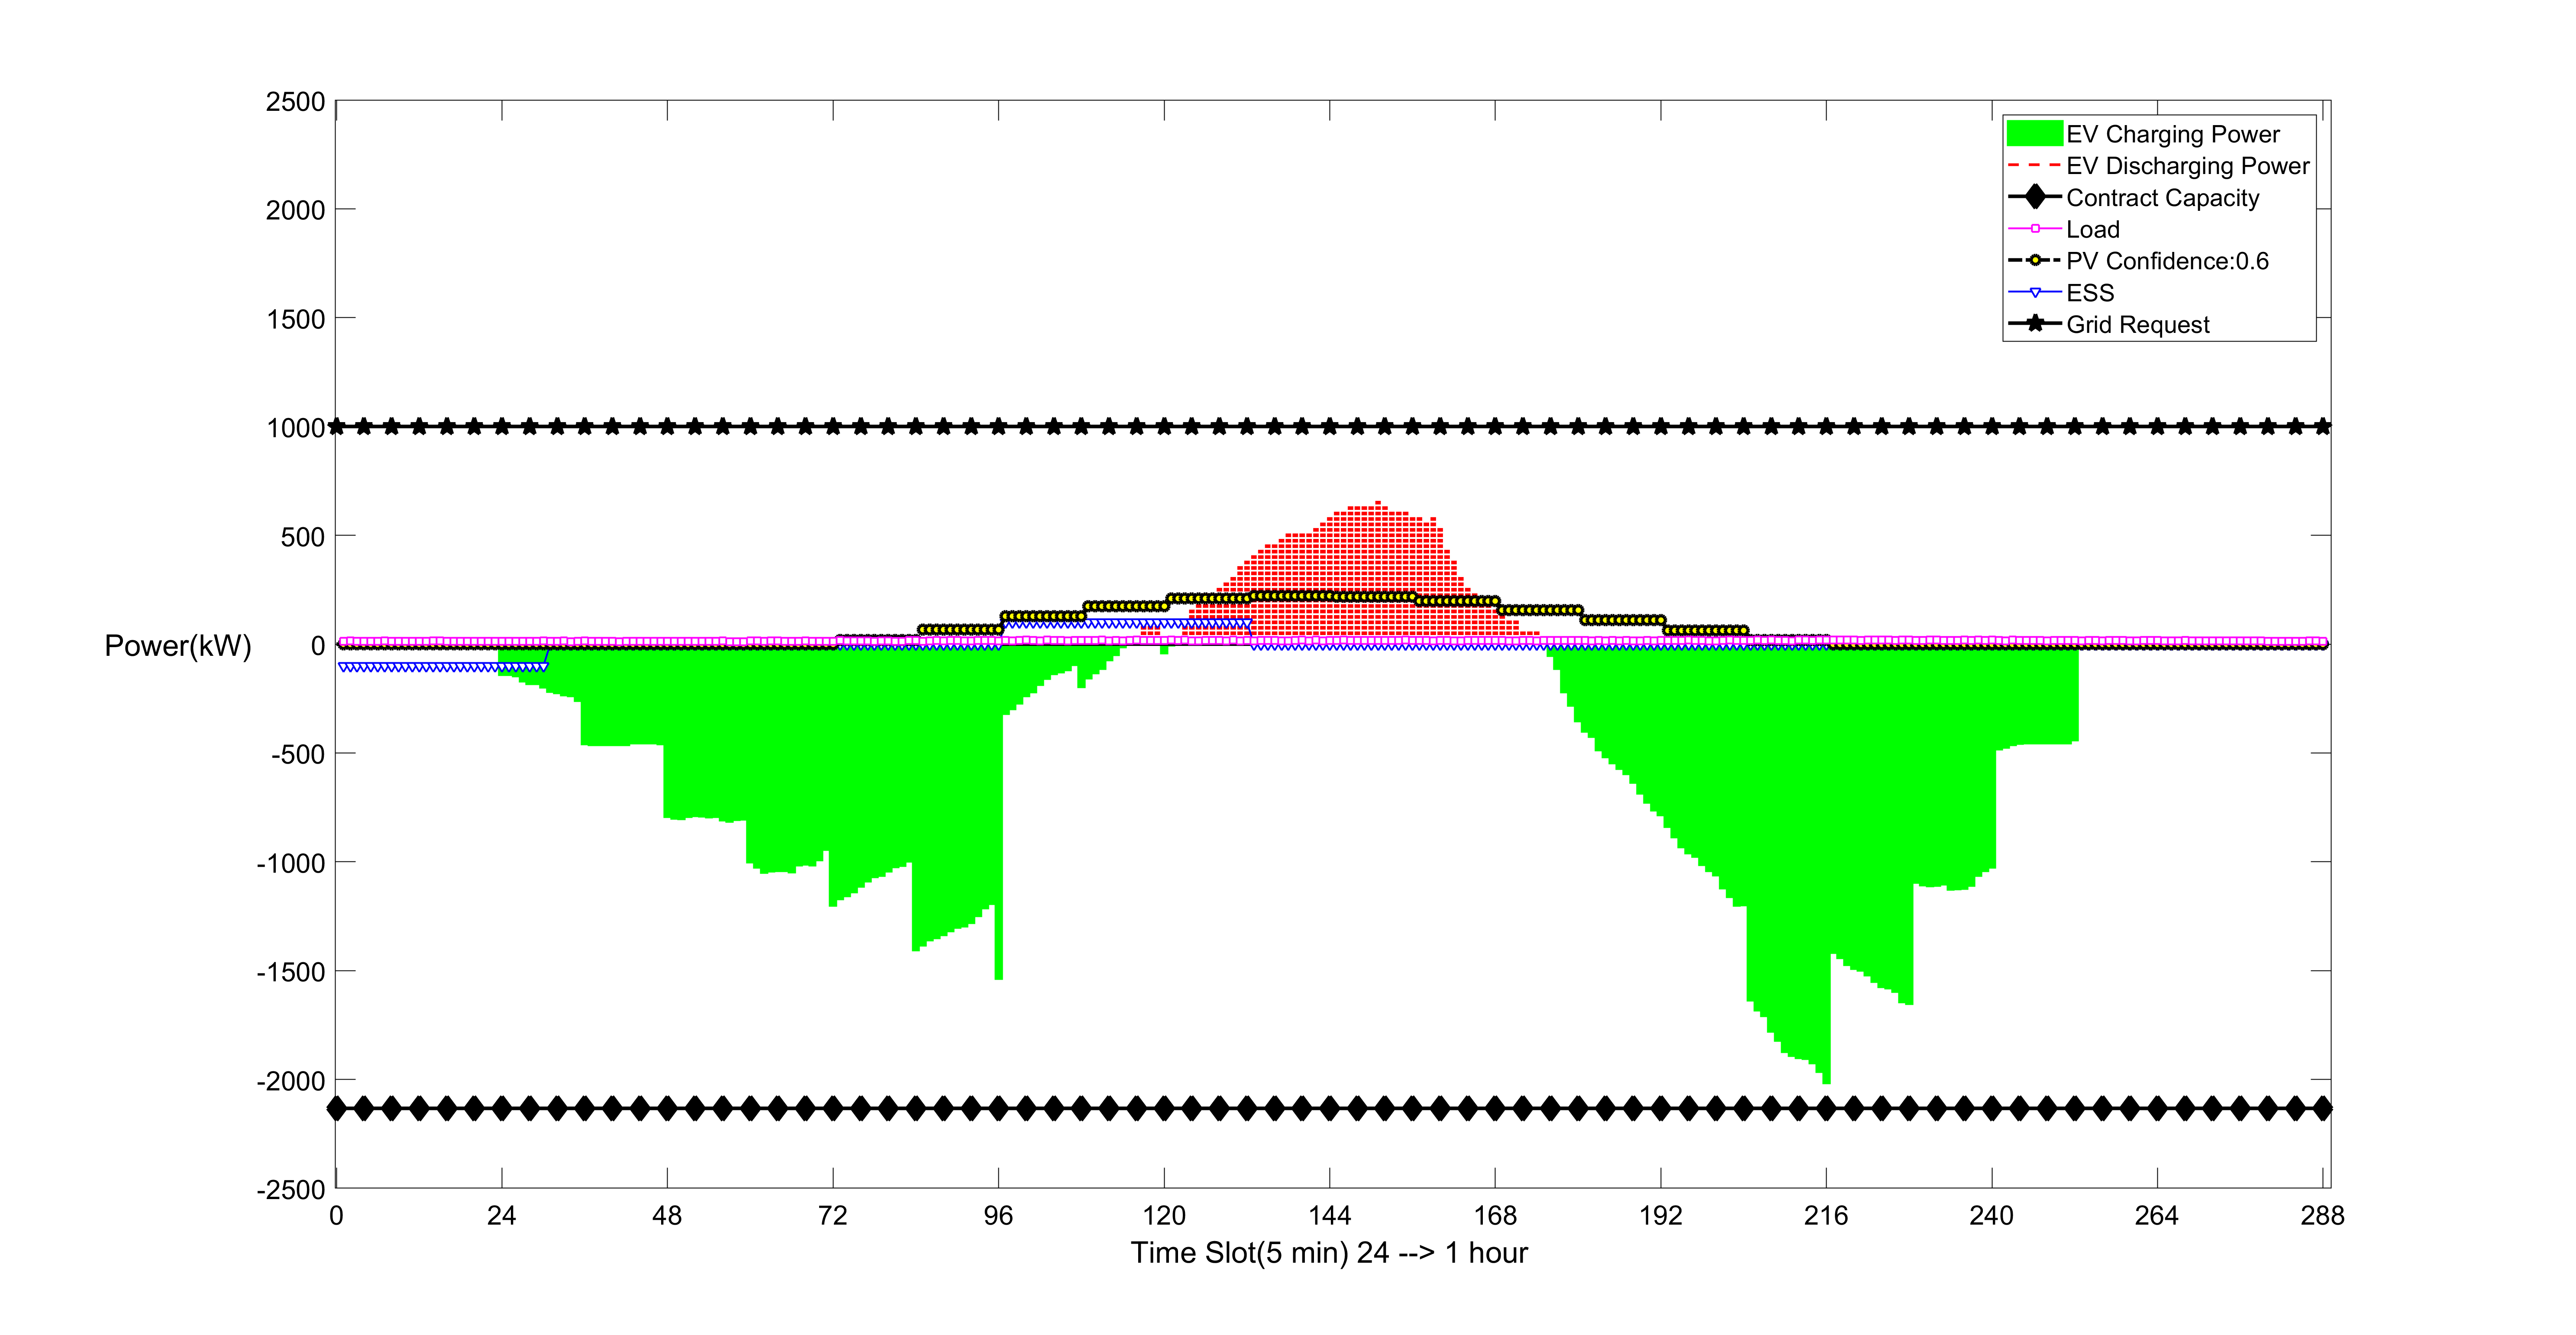 2500
2000
1500
1000
500
0
-500
-1000
-1500
-2000
-2500
Power(kW)
EV Charging Power
EV Discharging Power
Contract Capacity
Load
PV Confidence:0.6
ESS
Grid Request
0 24 48 72 96 120 144 168 192 216 240 264 288
Time Slot(5 min) 24 --> 1 hour